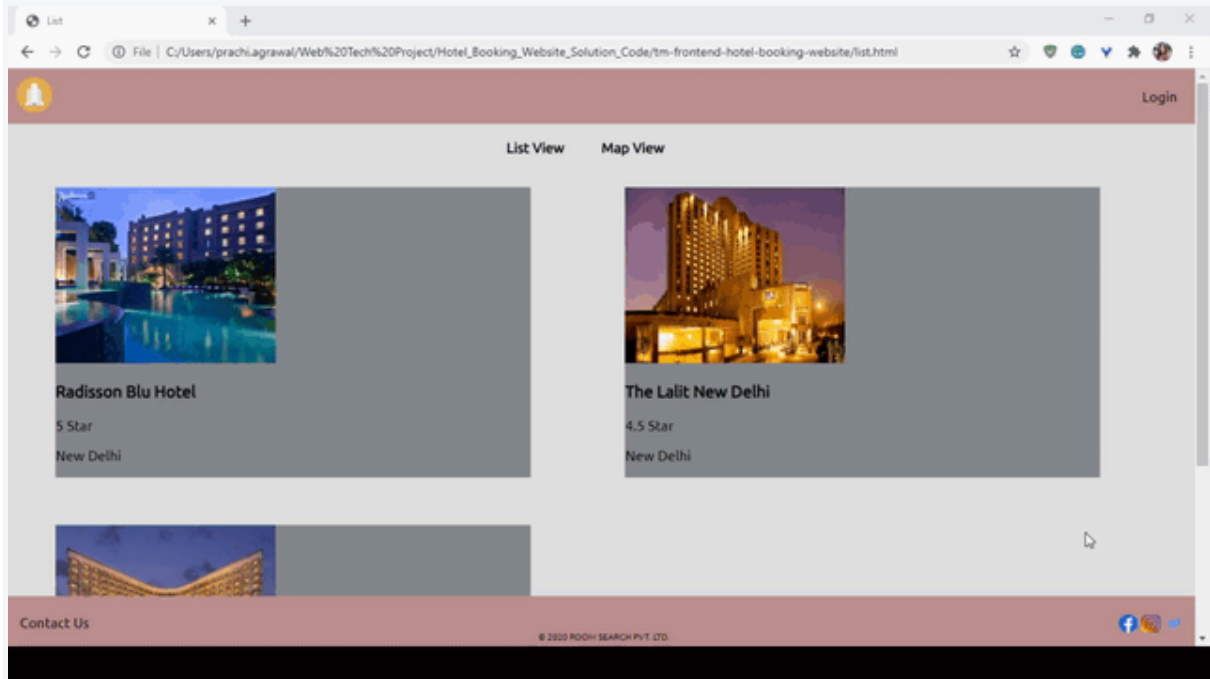 List
File | C:/Users/prachi.agrawal/Web%20Tech%20Project/Hotel_Booking_Website_Solution_Code/tm-frontend-hotel-booking-website/list.html
Login
List View Map View
Radisson Blu Hotel
5 Star
New Delhi
The Lalit New Delhi
4.5 Star
New Delhi
Contact Us
© 2020 ROOM SEARCH PVT. LTD.